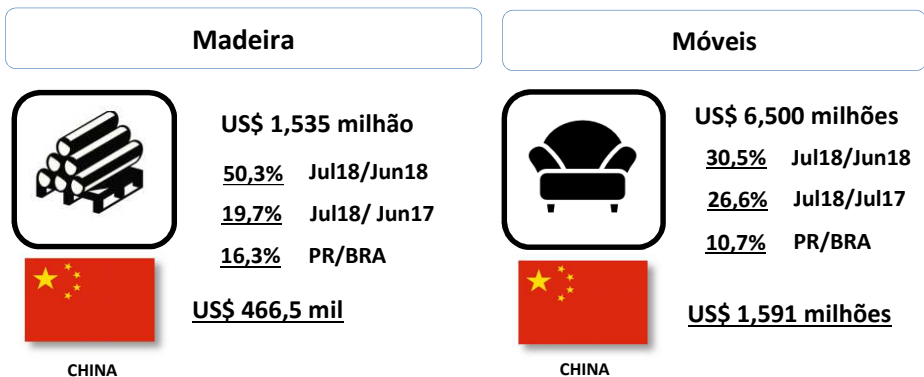 Madeira
US$ 1,535 milhão
50,3% Jul18/Jun18
19,7% Jul18/ Jun17
16,3% PR/BRA
US$ 466,5 mil
CHINA
Móveis
US$ 6,500 milhões
30,5% Jul18/Jun18
26,6% Jul18/Jul17
10,7% PR/BRA
US$ 1,591 milhões
CHINA